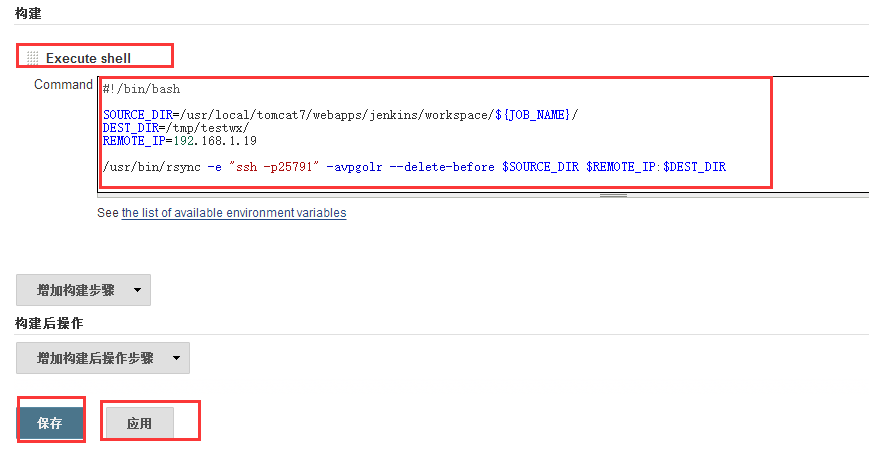 构建
Execute shell
Command
#!/bin/bash
SOURCE_DIR=/usr/local/tomcat7/webapps/jenkins/workspace/${JOB_NAME}/
DEST_DIR=/tmp/testwx/
REMOTE_IP=192.168.1.19
/usr/bin/rsync -e "ssh -p25791" -avpgolr --delete-before $SOURCE_DIR $REMOTE_IP:$DEST_DIR
See the list of available environment variables
增加构建步骤
构建后操作
增加构建后操作步骤
保存 应用